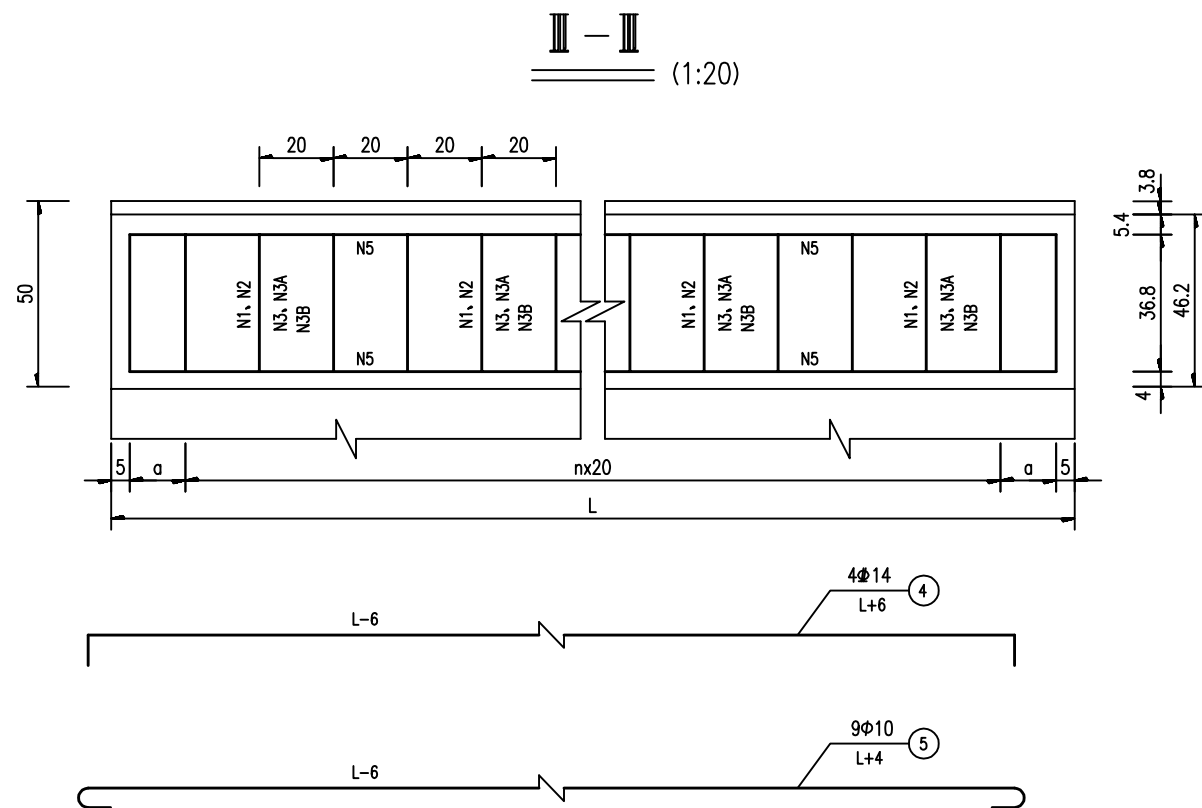 Ⅲ-Ⅲ
(1:20)
20 20 20 20
3.8
5.4
50
36.8
46.2
4
N5 N5
N1、N2
N3、N3A
N3B
N1、N2
N3、N3A
N3B
N1、N2
N3、N3A
N3B
N1、N2
N3、N3A
N3B
N5 N5
5 a nx20 a 5
L
L-6
4Φ14
L+6
4
L-6
9Φ10
L+4
5